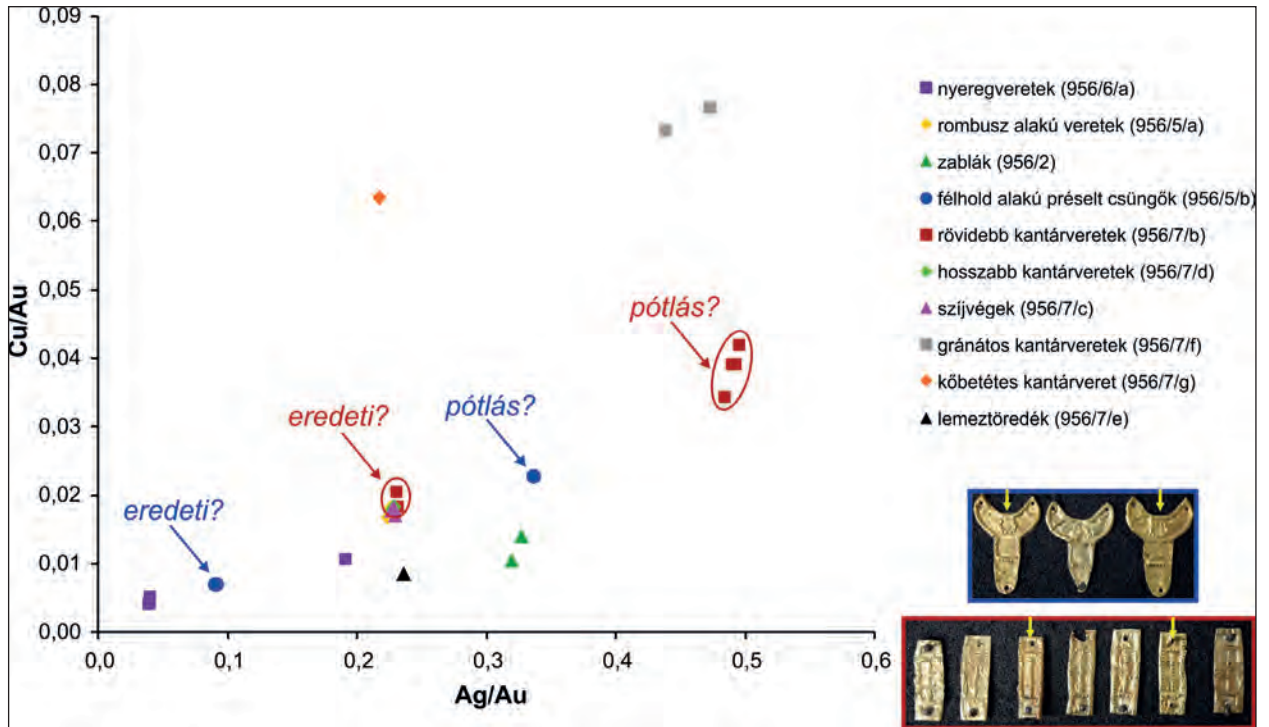 0,09
0,08
0,07
0,06
0,05
0,04
0,03
0,02
0,01
0,00
Cu/Au
0,0
0,1
0,2
0,3
0,4
0,5
0,6
Ag/Au
eredeti?
eredeti?
pótlás?
pótlás?
nyeregveretek (956/6/a)
rombusz alakú veretek (956/5/a)
zablák (956/2)
félhold alakú préselt csüngők (956/5/b)
rövidebb kantárveretek (956/7/b)
hosszabb kantárveretek (956/7/d)
szíjvégek (956/7/c)
gránátos kantárveretek (956/7/f)
kőbetétes kantárveret (956/7/g)
lemeztöredék (956/7/e)